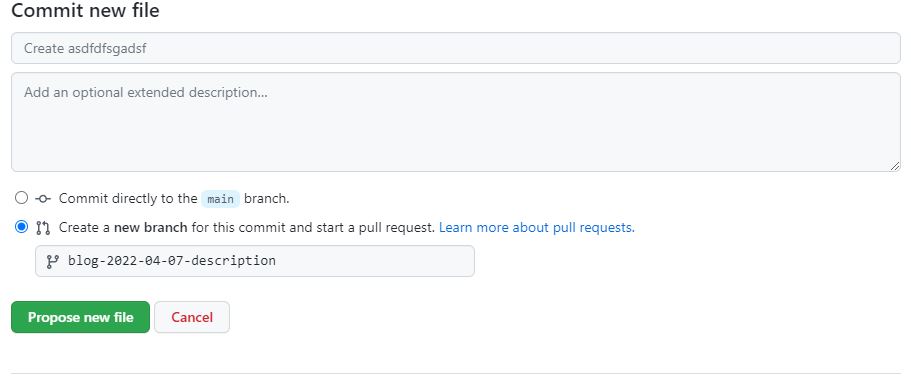 Commit new file
Create asdfdfsgadsf
Add an optional extended description...
Commit directly to the main branch.
Create a new branch for this commit and start a pull request. Learn more about pull requests.
blog-2022-04-07-description
Propose new file Cancel